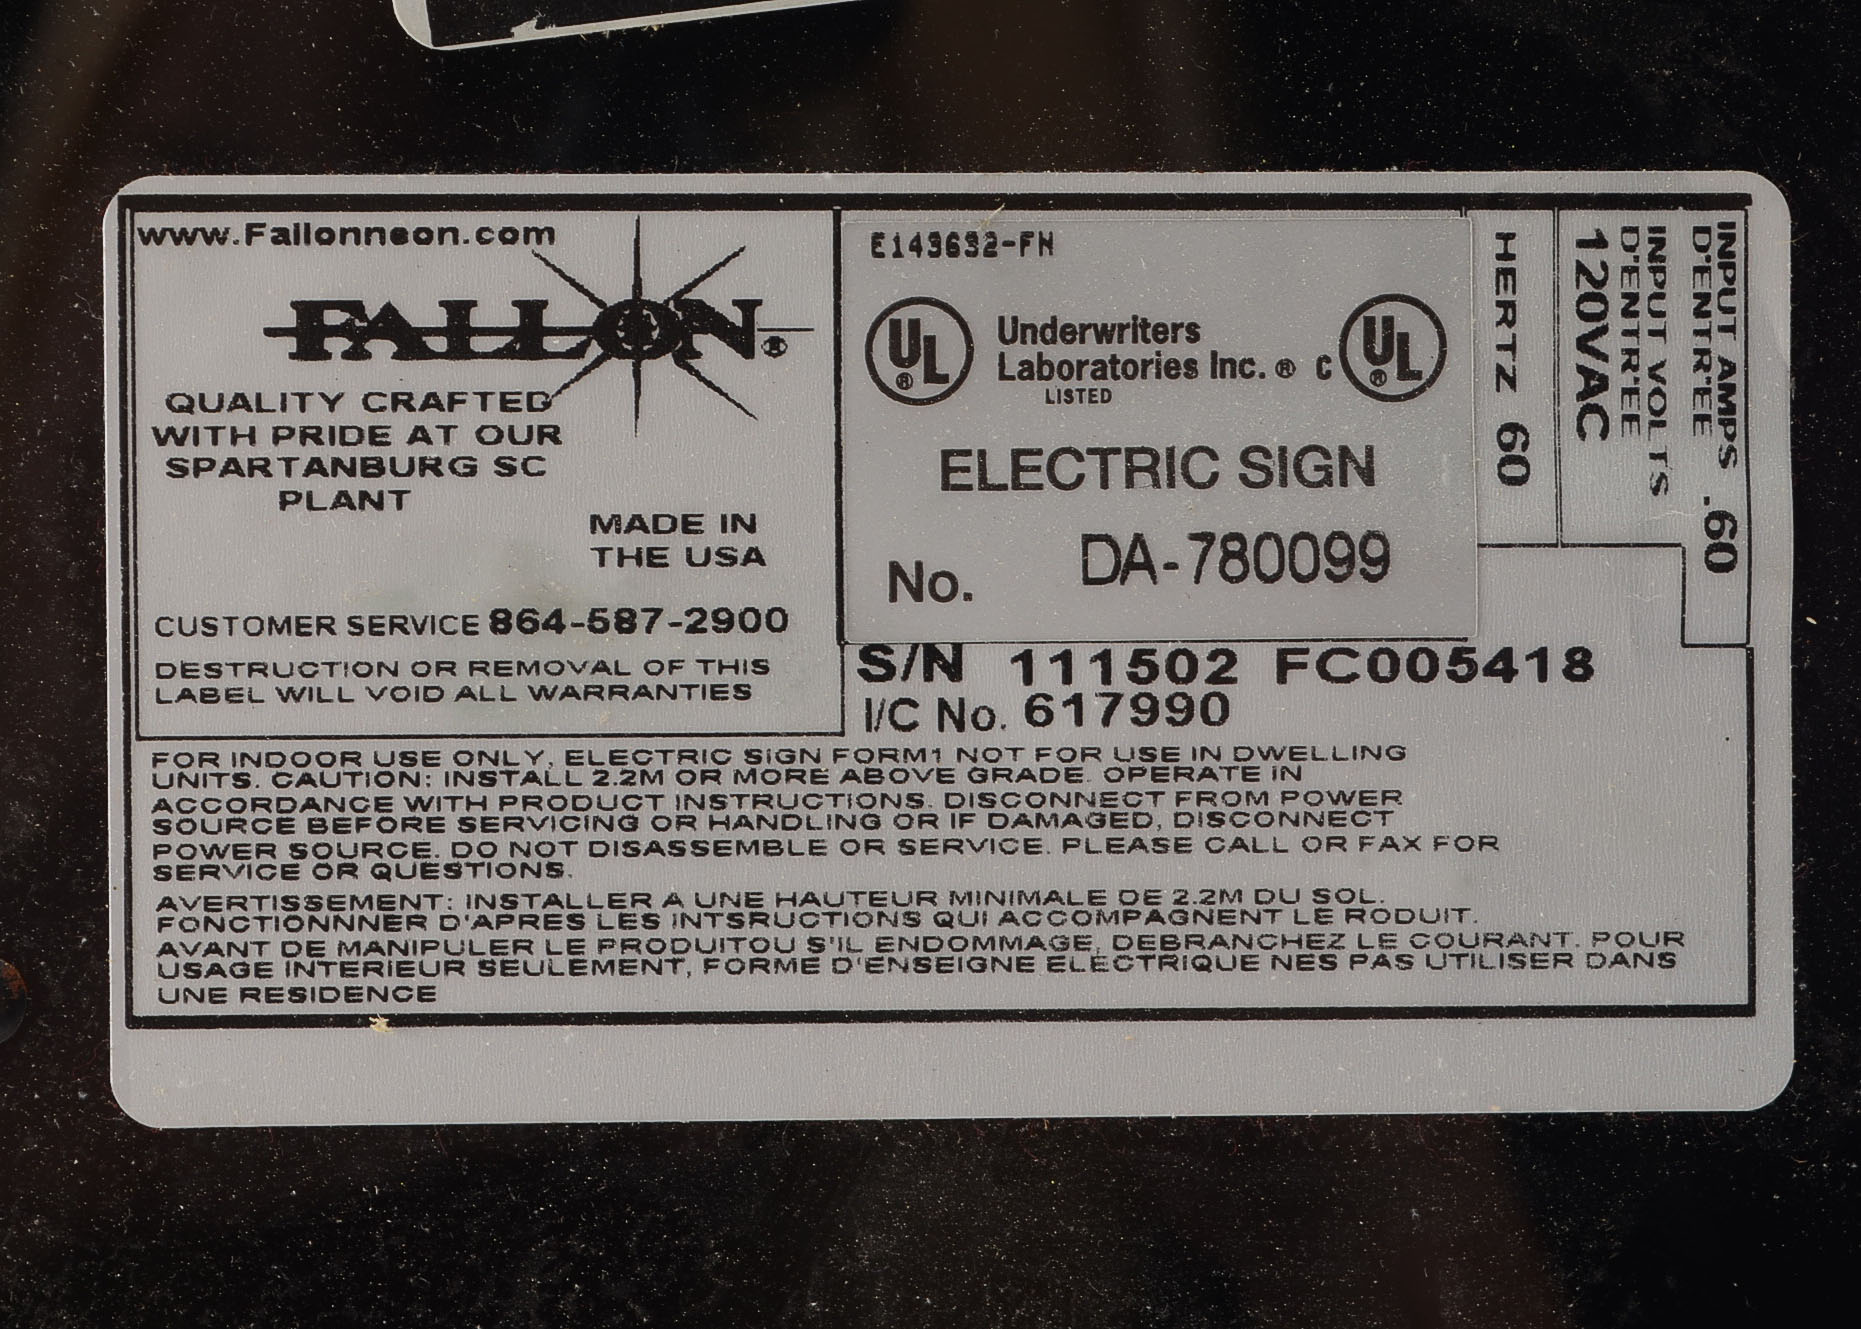 www.Fallonneon.com
FALLON®
QUALITY CRAFTED
WITH PRIDE AT OUR
SPARTANBURG SC
PLANT
MADE IN
THE USA
CUSTOMER SERVICE 864-587-2900
DESTRUCTION OR REMOVAL OF THIS
LABEL WILL VOID ALL WARRANTIES
E143632-FN
UL®
Underwriters
Laboratories Inc.®
LISTED
C UL®
ELECTRIC SIGN
No. DA-780099
HERTZ 60
INPUT VOLTS
D'ENTR'EE
120VAC
INPUT AMPS .60
D'ENTR'EE
S/N 111502 FC005418
I/C No. 617990
FOR INDOOR USE ONLY, ELECTRIC SIGN FORM1 NOT FOR USE IN DWELLING
UNITS. CAUTION: INSTALL 2.2M OR MORE ABOVE GRADE. OPERATE IN
ACCORDANCE WITH PRODUCT INSTRUCTIONS. DISCONNECT FROM POWER
SOURCE BEFORE SERVICING OR HANDLING OR IF DAMAGED, DISCONNECT
POWER SOURCE. DO NOT DISASSEMBLE OR SERVICE. PLEASE CALL OR FAX FOR
SERVICE OR QUESTIONS.
AVERTISSEMENT: INSTALLER A UNE HAUTEUR MINIMALE DE 2.2M DU SOL.
FONCTIONNNER D'APRES LES INTSRUCTIONS QUI ACCOMPAGNENT LE RODUIT.
AVANT DE MANIPULER LE PRODUITOU S'IL ENDOMMAGE, DEBRANCHEZ LE COURANT. POUR
USAGE INTERIEUR SEULEMENT, FORME D'ENSEIGNE ELECTRIQUE NES PAS UTILISER DANS
UNE RESIDENCE